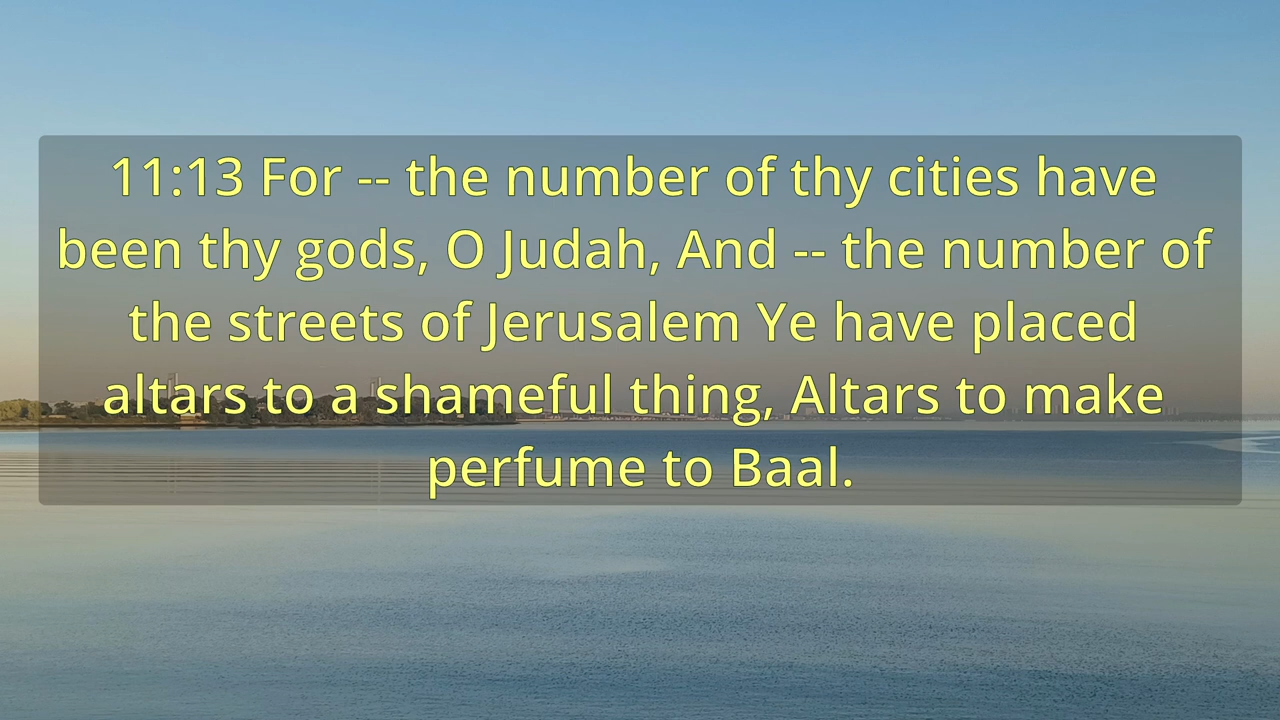 11:13 For -- the number of thy cities have
been thy gods, O Judah, And -- the number of
the streets of Jerusalem Ye have placed
altars to a shameful thing, Altars to make
perfume to Baal.